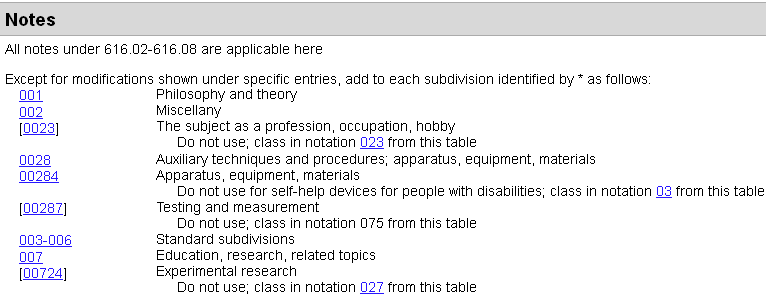 Notes
All notes under 616.02-616.08 are applicable here
Except for modifications shown under specific entries, add to each subdivision identified by * as follows:
001 Philosophy and theory
002 Miscellany
[0023] The subject as a profession, occupation, hobby
Do not use; class in notation 023 from this table
0028 Auxiliary techniques and procedures; apparatus, equipment, materials
00284 Apparatus, equipment, materials
Do not use for self-help devices for people with disabilities; class in notation 03 from this table
[00287] Testing and measurement
Do not use; class in notation 075 from this table
003-006 Standard subdivisions
007 Education, research, related topics
[00724] Experimental research
Do not use; class in notation 027 from this table